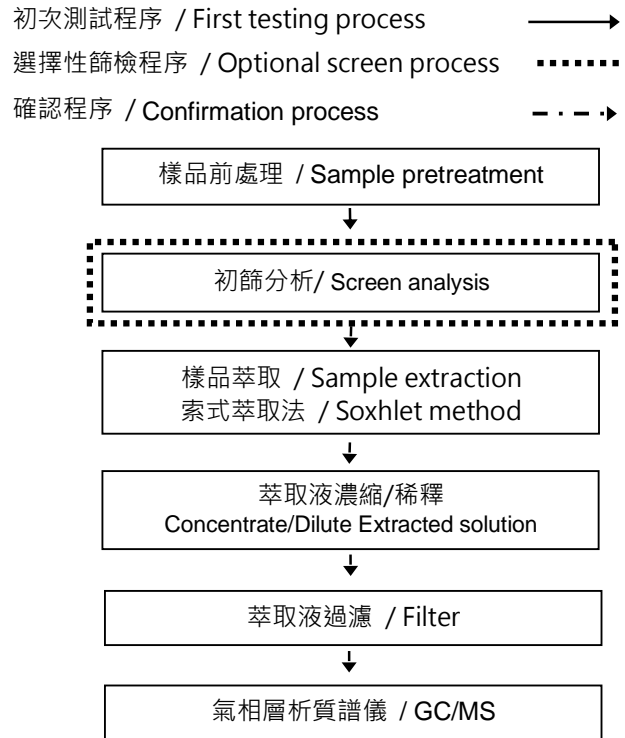 初次測試程序 / First testing process
選擇性篩檢程序 / Optional screen process
確認程序 / Confirmation process
樣品前處理 / Sample pretreatment
初篩分析/ Screen analysis
樣品萃取 / Sample extraction
索式萃取法 / Soxhlet method
萃取液濃縮/稀釋
Concentrate/Dilute Extracted solution
萃取液過濾 / Filter
氣相層析質譜儀 / GC/MS